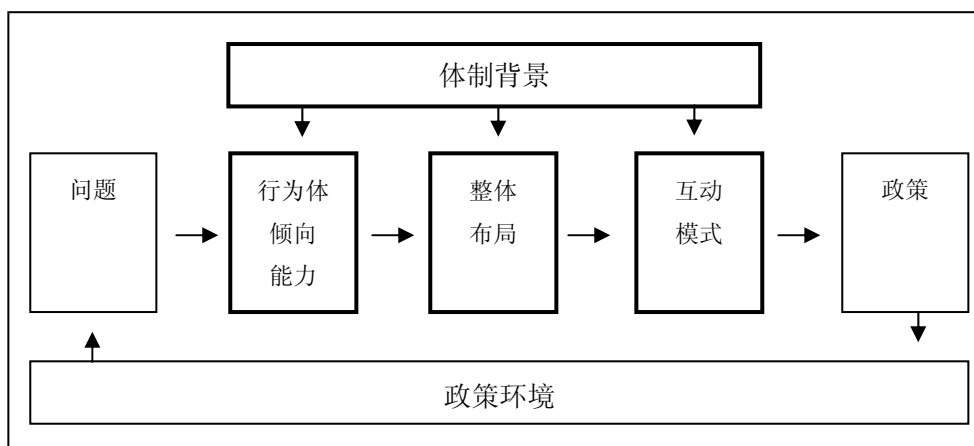 体制背景
问题
行为体
倾向
能力
整体
布局
互动
模式
政策
政策环境